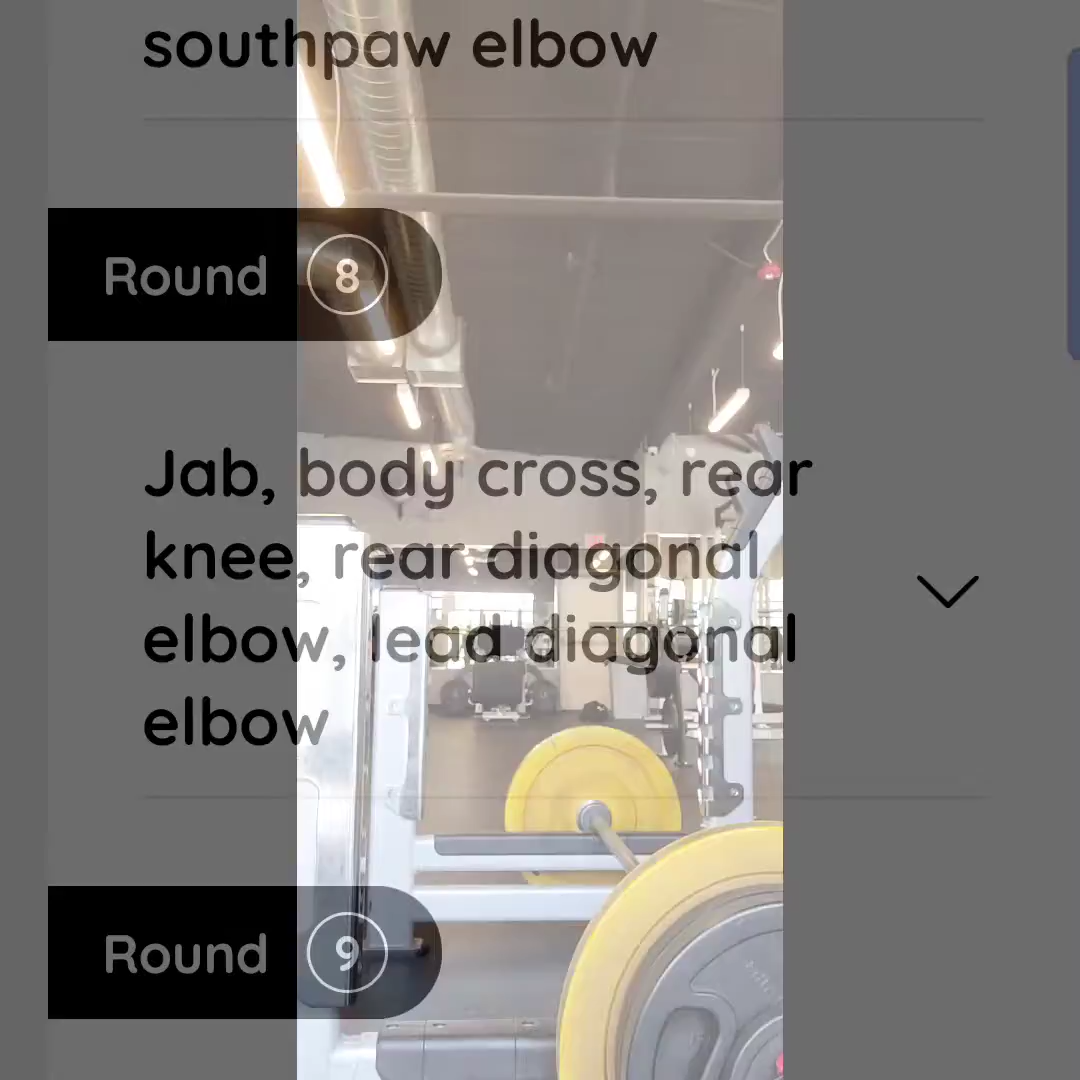 southpaw elbow
Round 8
Jab, body cross, rear
knee, rear diagonal
elbow, lead diagonal
elbow
Round 9